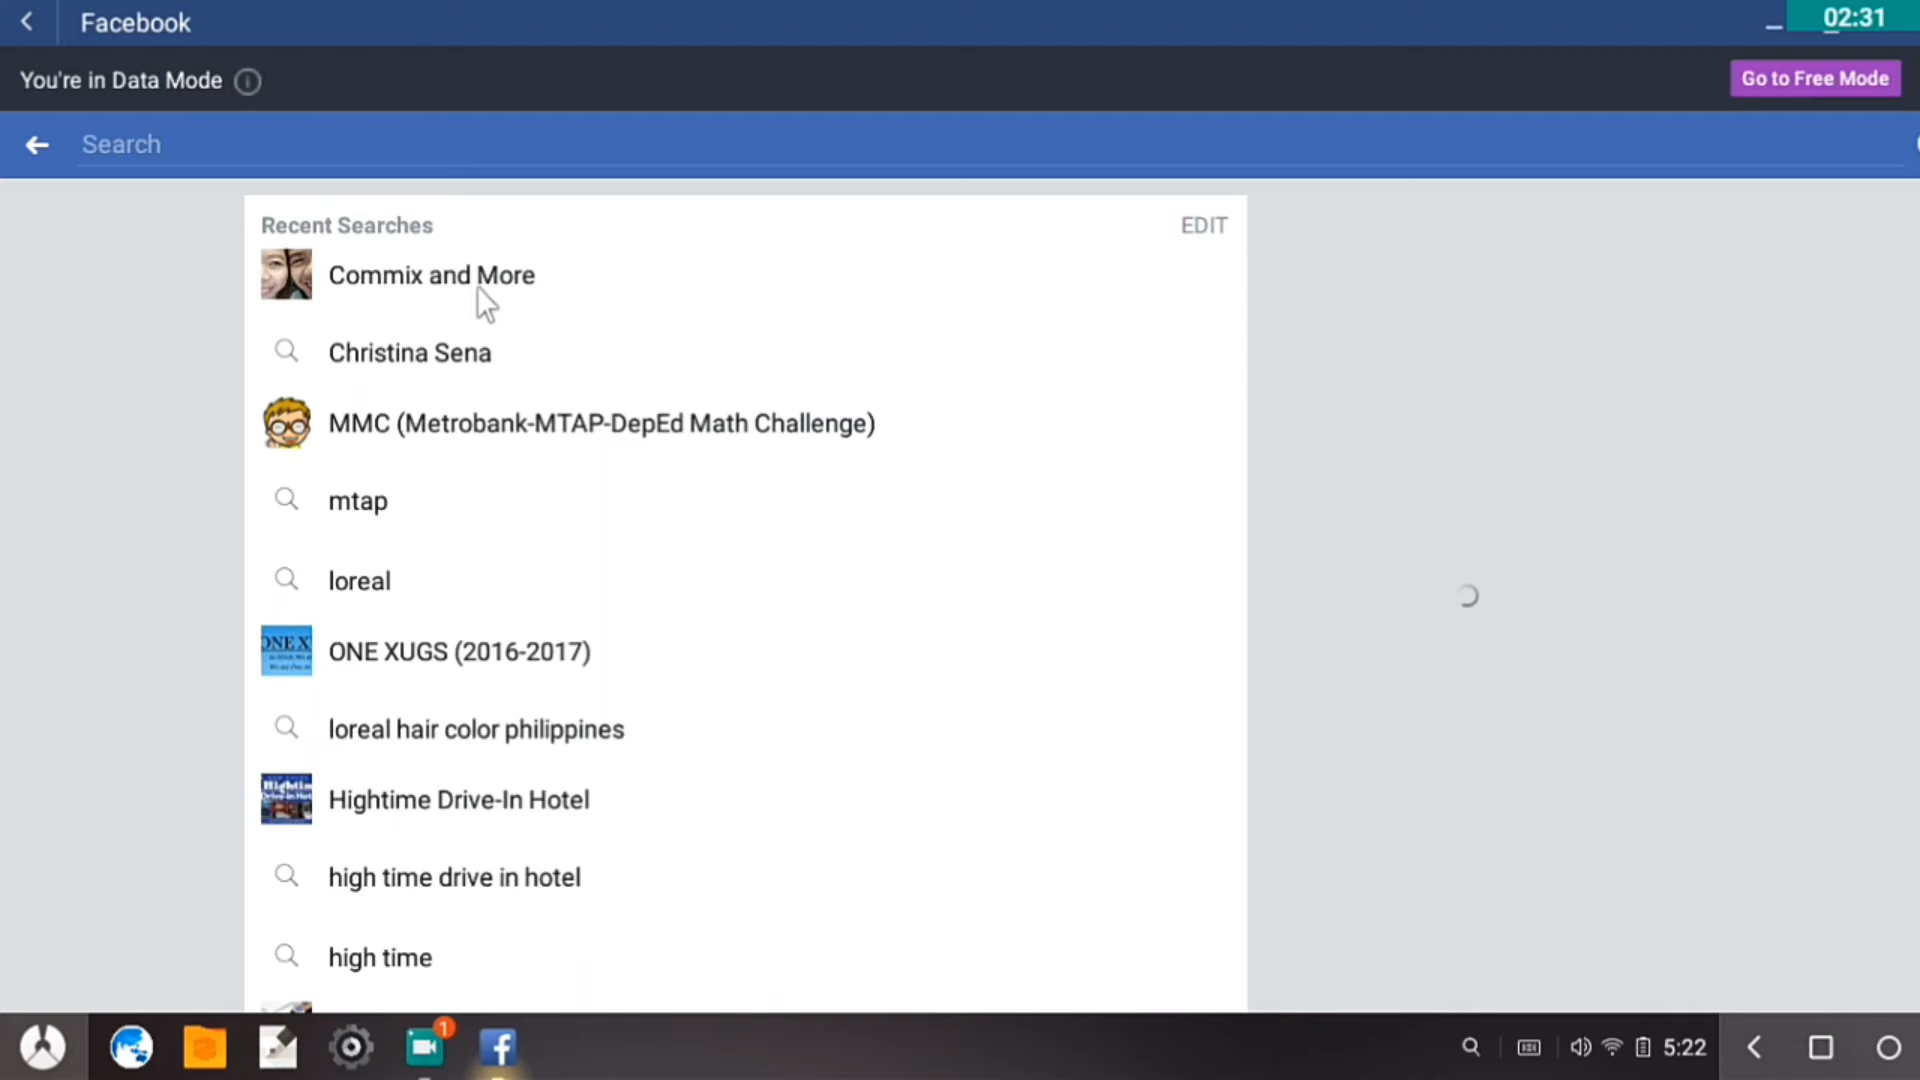 Facebook
02:31
You're in Data Mode
Go to Free Mode
Search
Recent Searches
EDIT
Commix and More
Christina Sena
MMC (Metrobank-MTAP-DepEd Math Challenge)
mtap
loreal
ONE X
ONE XUGS (2016-2017)
loreal hair color philippines
Hightime Drive-In Hotel
high time drive in hotel
high time
1
5:22